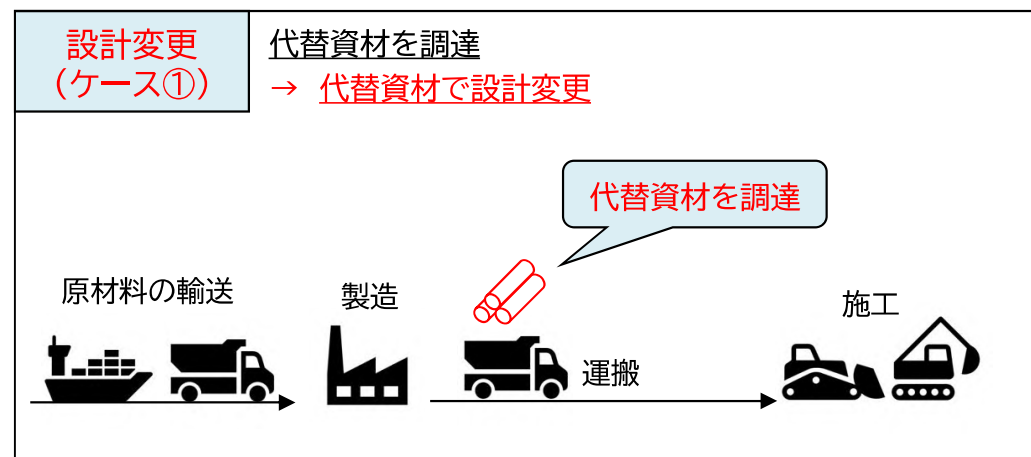 設計変更
(ケース①)
代替資材を調達
→ 代替資材で設計変更
代替資材を調達
原材料の輸送
製造
運搬
施工